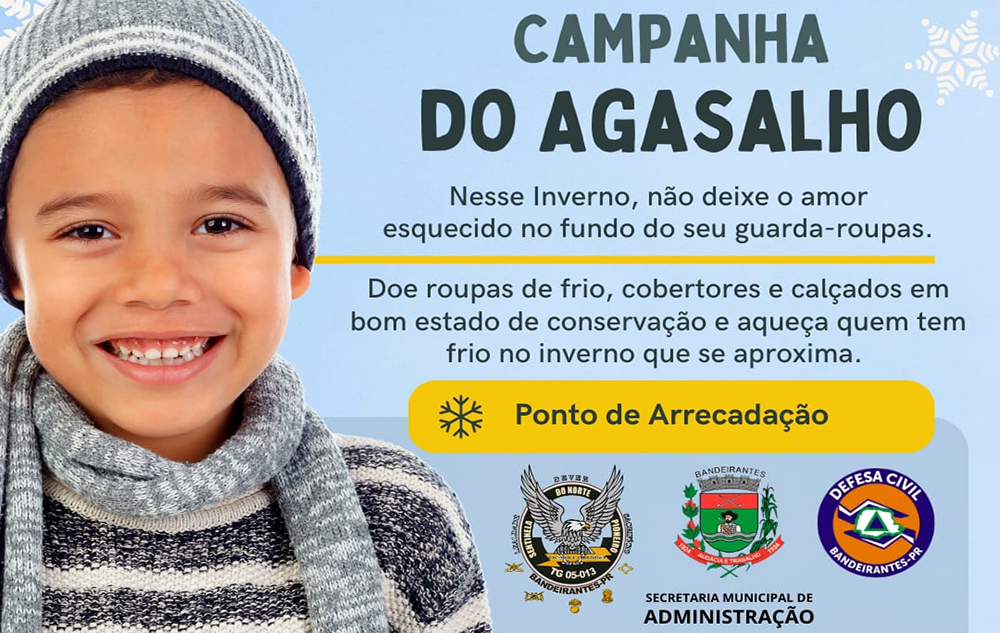 CAMPANHA
DO AGASALHO
Nesse Inverno, não deixe o amor
esquecido no fundo do seu guarda-roupas.
Doe roupas de frio, cobertores e calçados em
bom estado de conservação e aqueça quem tem
frio no inverno que se aproxima.
Ponto de Arrecadação
DEVER
SENTINELA DO NORTE PIONEIRO
TG 05-013
BANDEIRANTES-PR
BANDEIRANTES
1924 AUDÁCIA E TRABALHO 1934
DEFESA CIVIL
BANDEIRANTES-PR
SECRETARIA MUNICIPAL DE
ADMINISTRAÇÃO